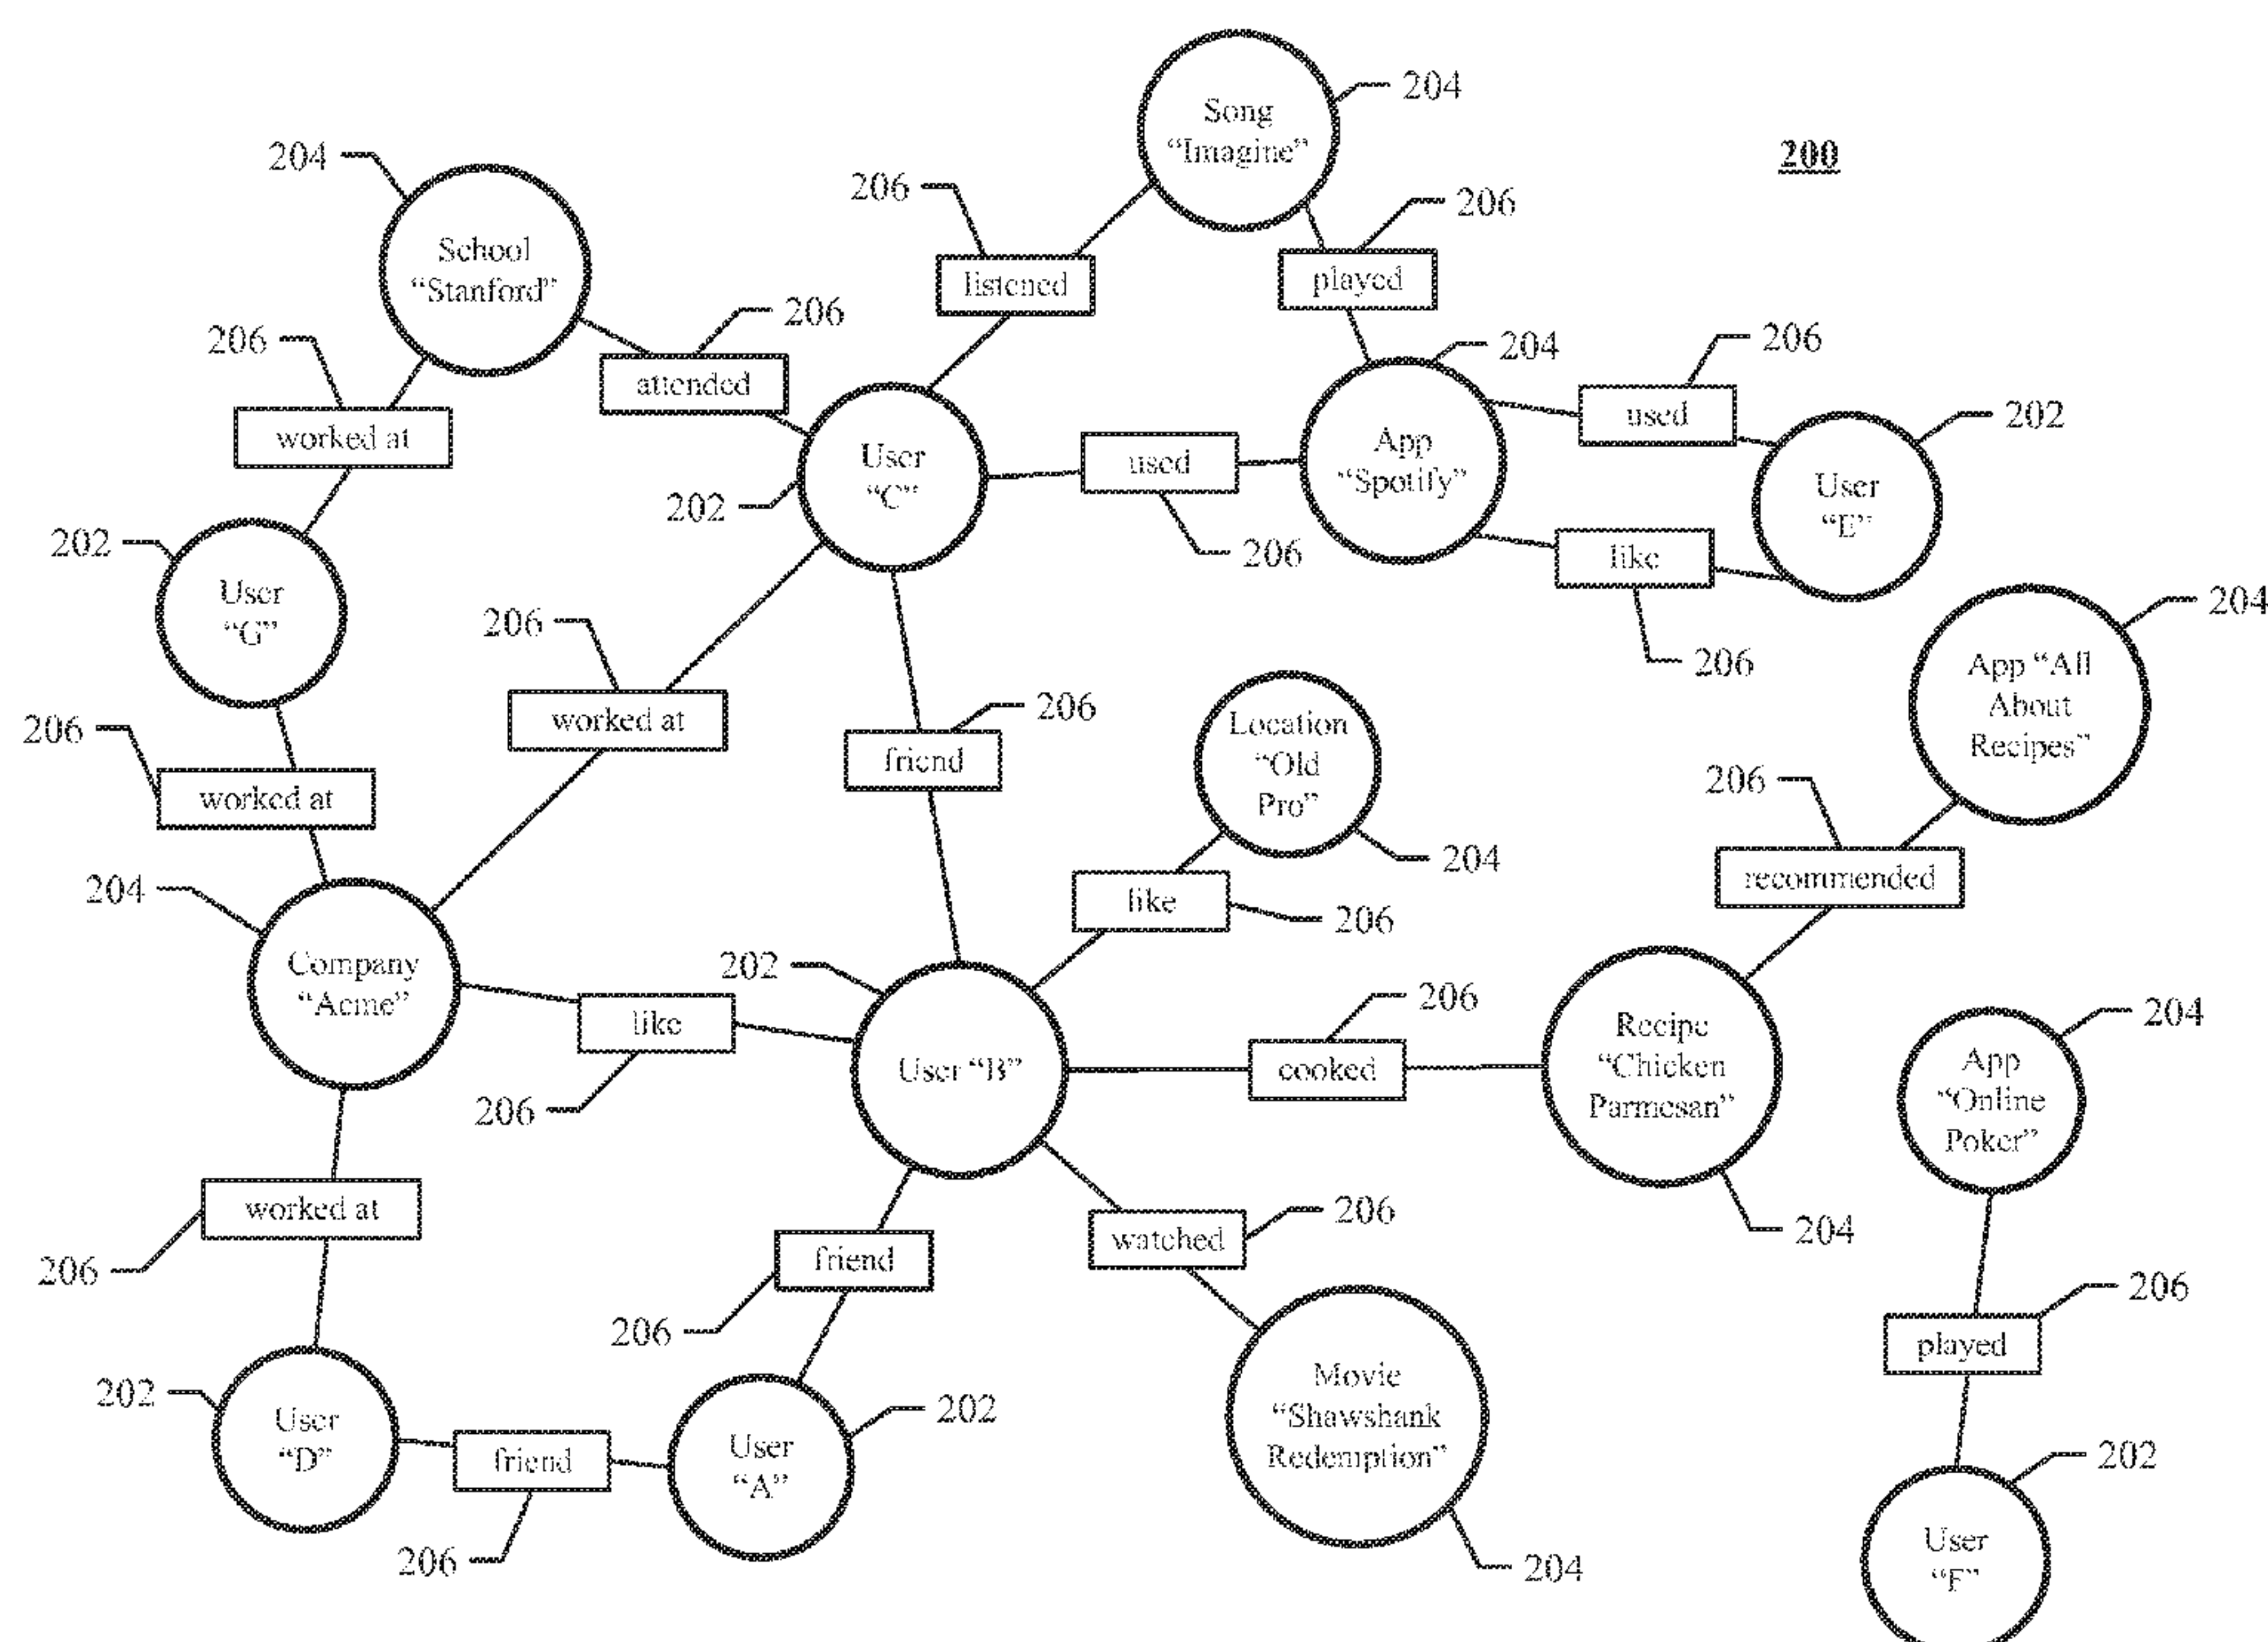 204
Song
“Imagine”
200
204
206
206
School
“Stanford”
listened
played
206
206
204
206
attended
used
202
worked at
User
“C”
used
App
“Spotify”
User
“E”
202
202
206
like
204
User
“G”
206
206
App “All
About
Recipes”
206
worked at
206
Location
“Old
Pro”
friend
206
worked at
206
204
recommended
204
like
206
Company
“Acme”
202
206
204
like
User “B”
cooked
Recipe
“Chicken
Parmesan”
App
“Online
Poker”
206
worked at
206
206
friend
watched
204
206
206
played
202
User
“D”
202
Movie
“Shawshank
Redemption”
friend
User
“A”
202
206
204
User
“F”